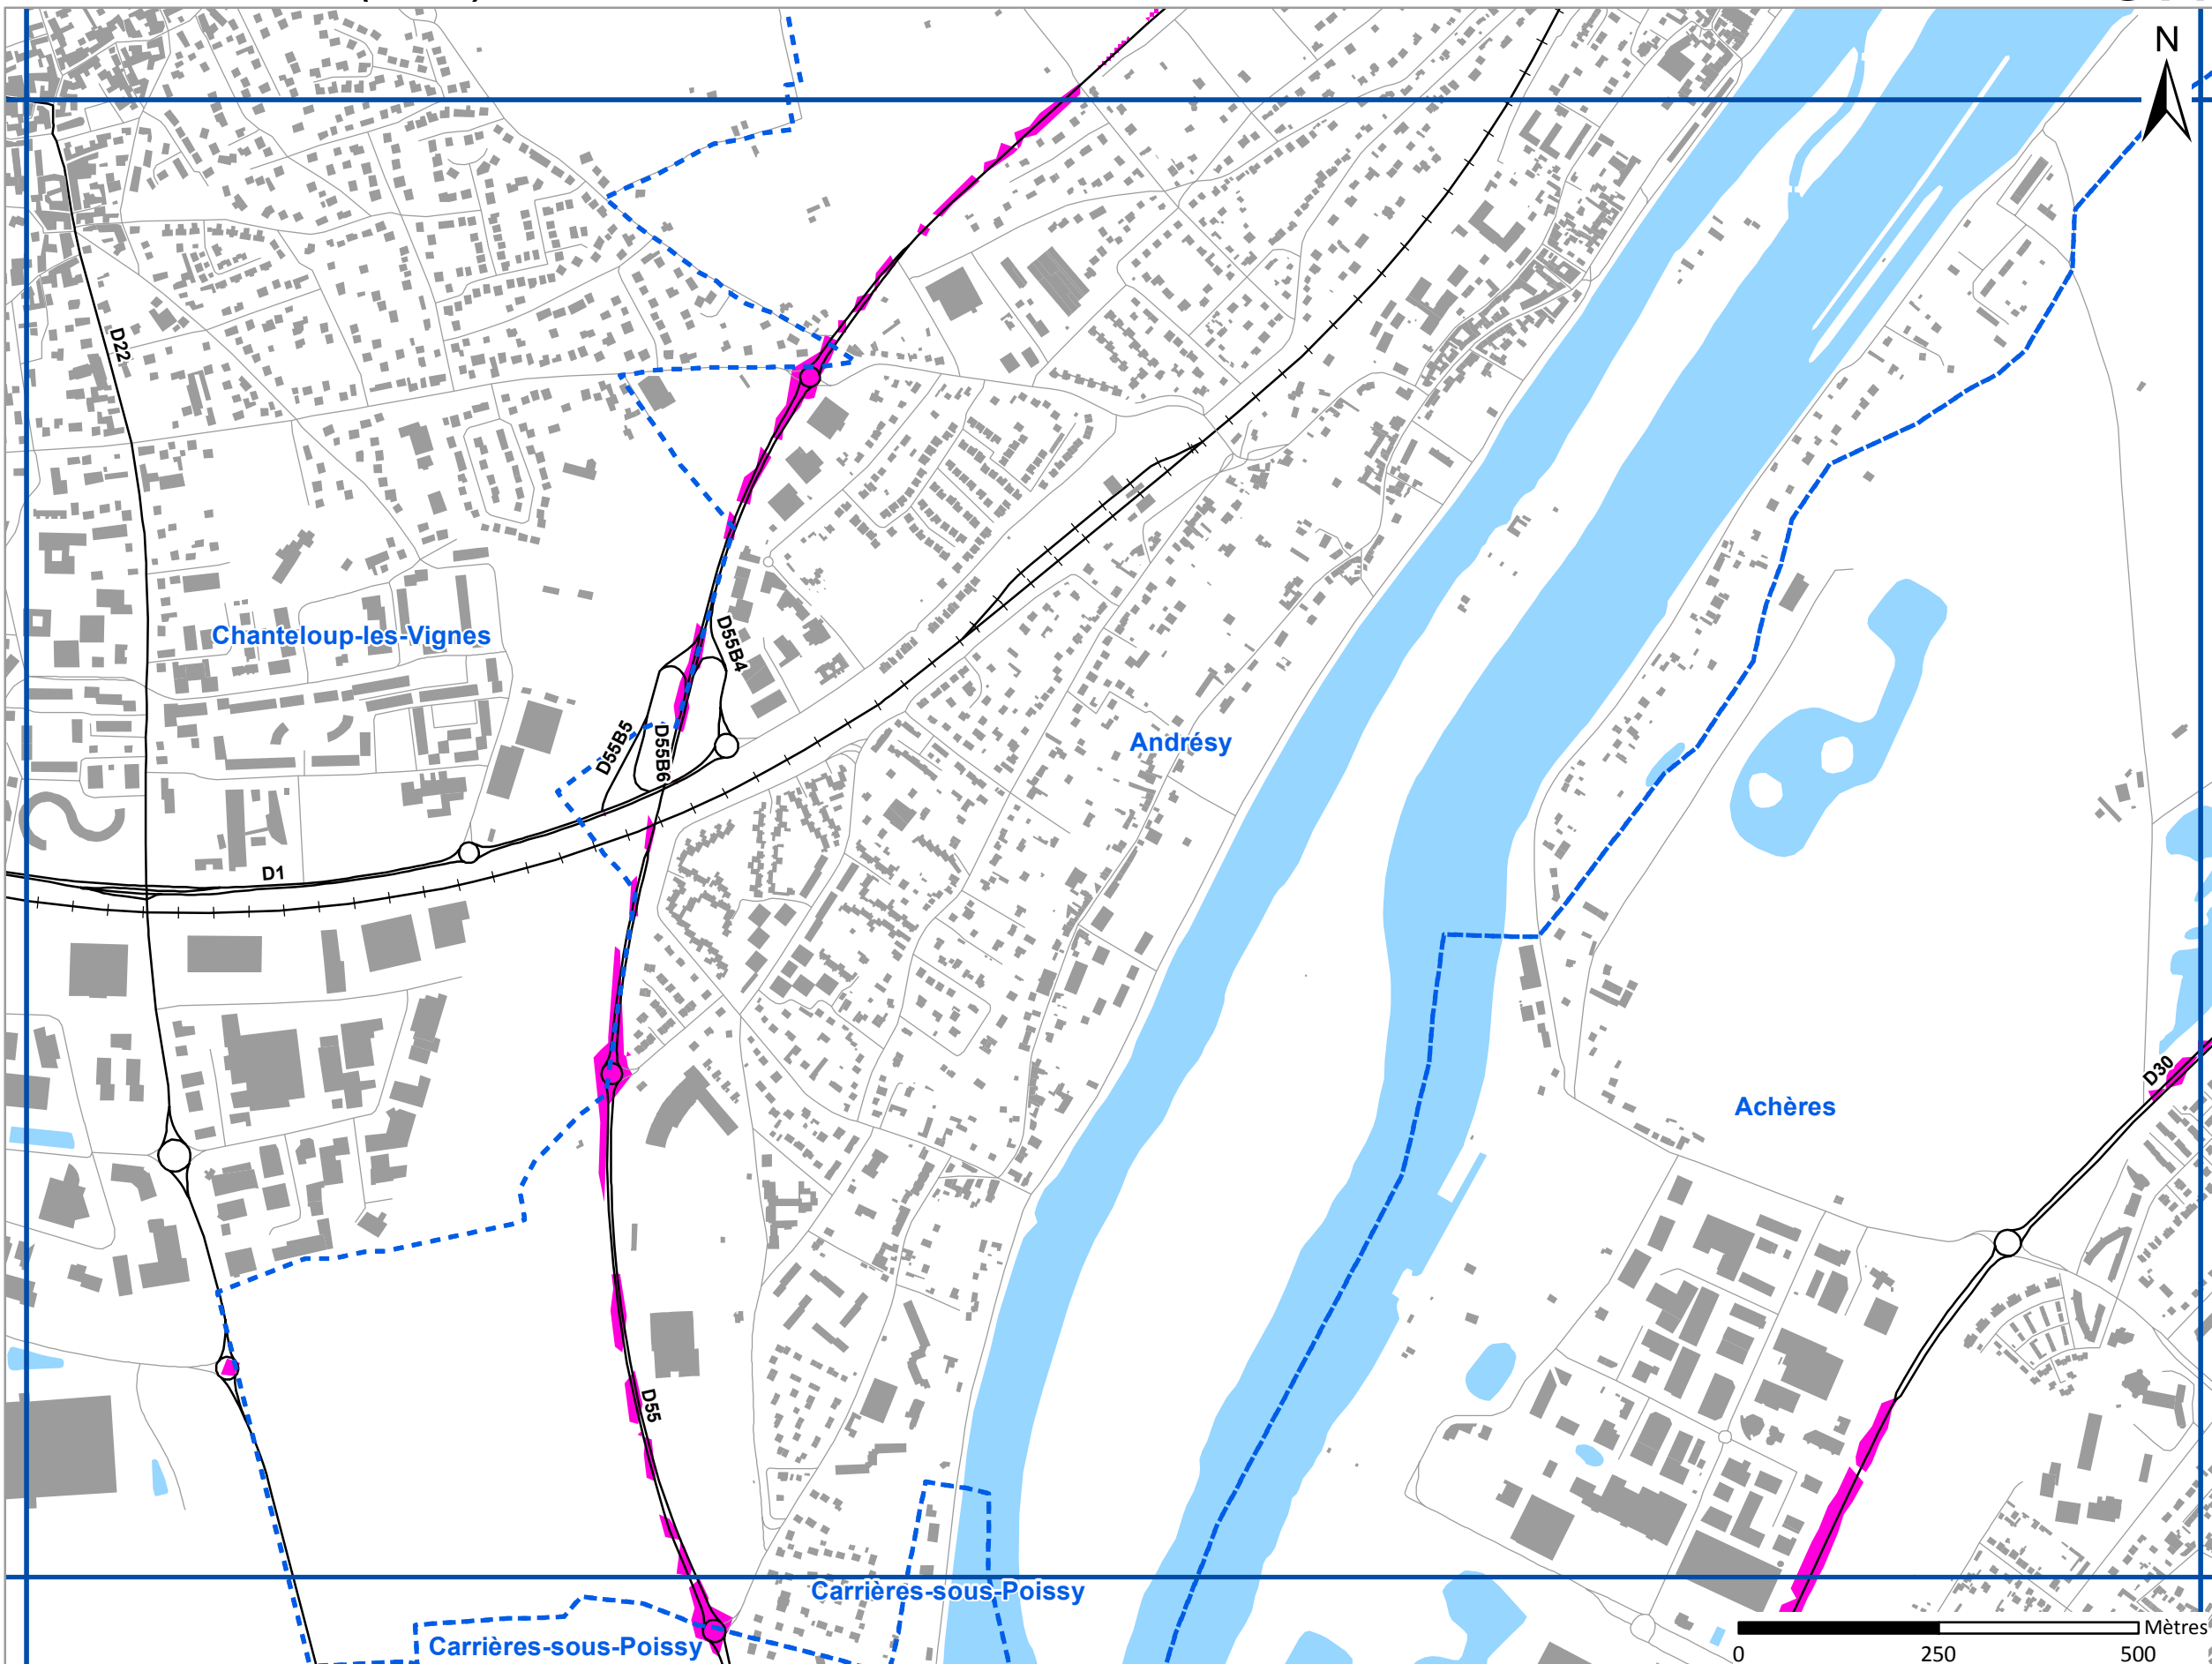 N
D22
Chanteloup-les-Vignes
D55B4
D55B5
D55B6
Andrésy
D1
D30
Achères
D55
Carrières-sous-Poissy
Carrières-sous-Poissy
Mètres
0 250 500